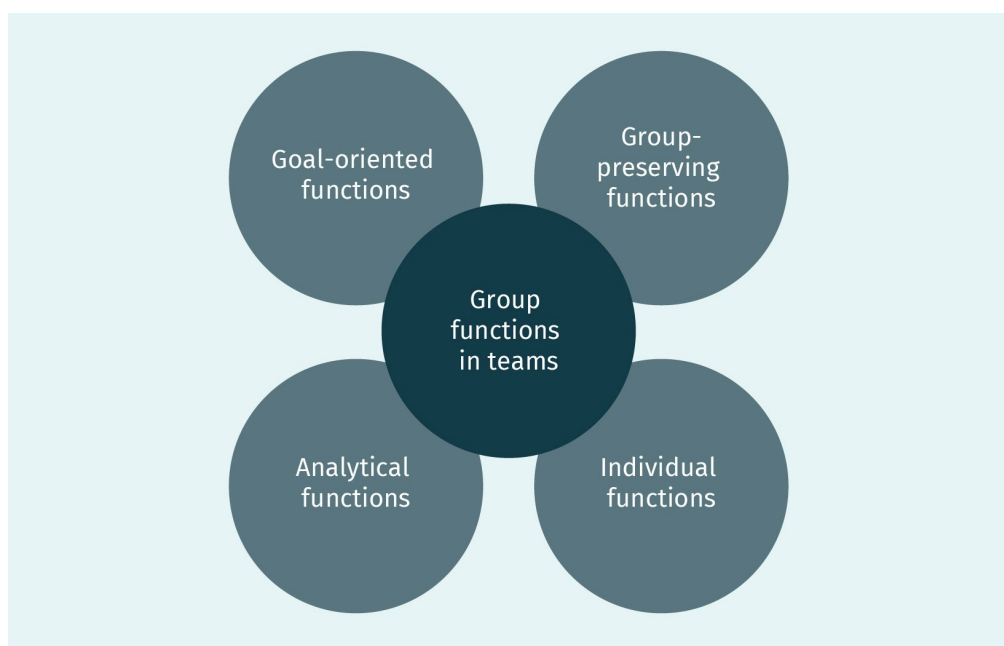 Goal-oriented
functions
Group-
preserving
functions
Group
functions
in teams
Analytical
functions
Individual
functions